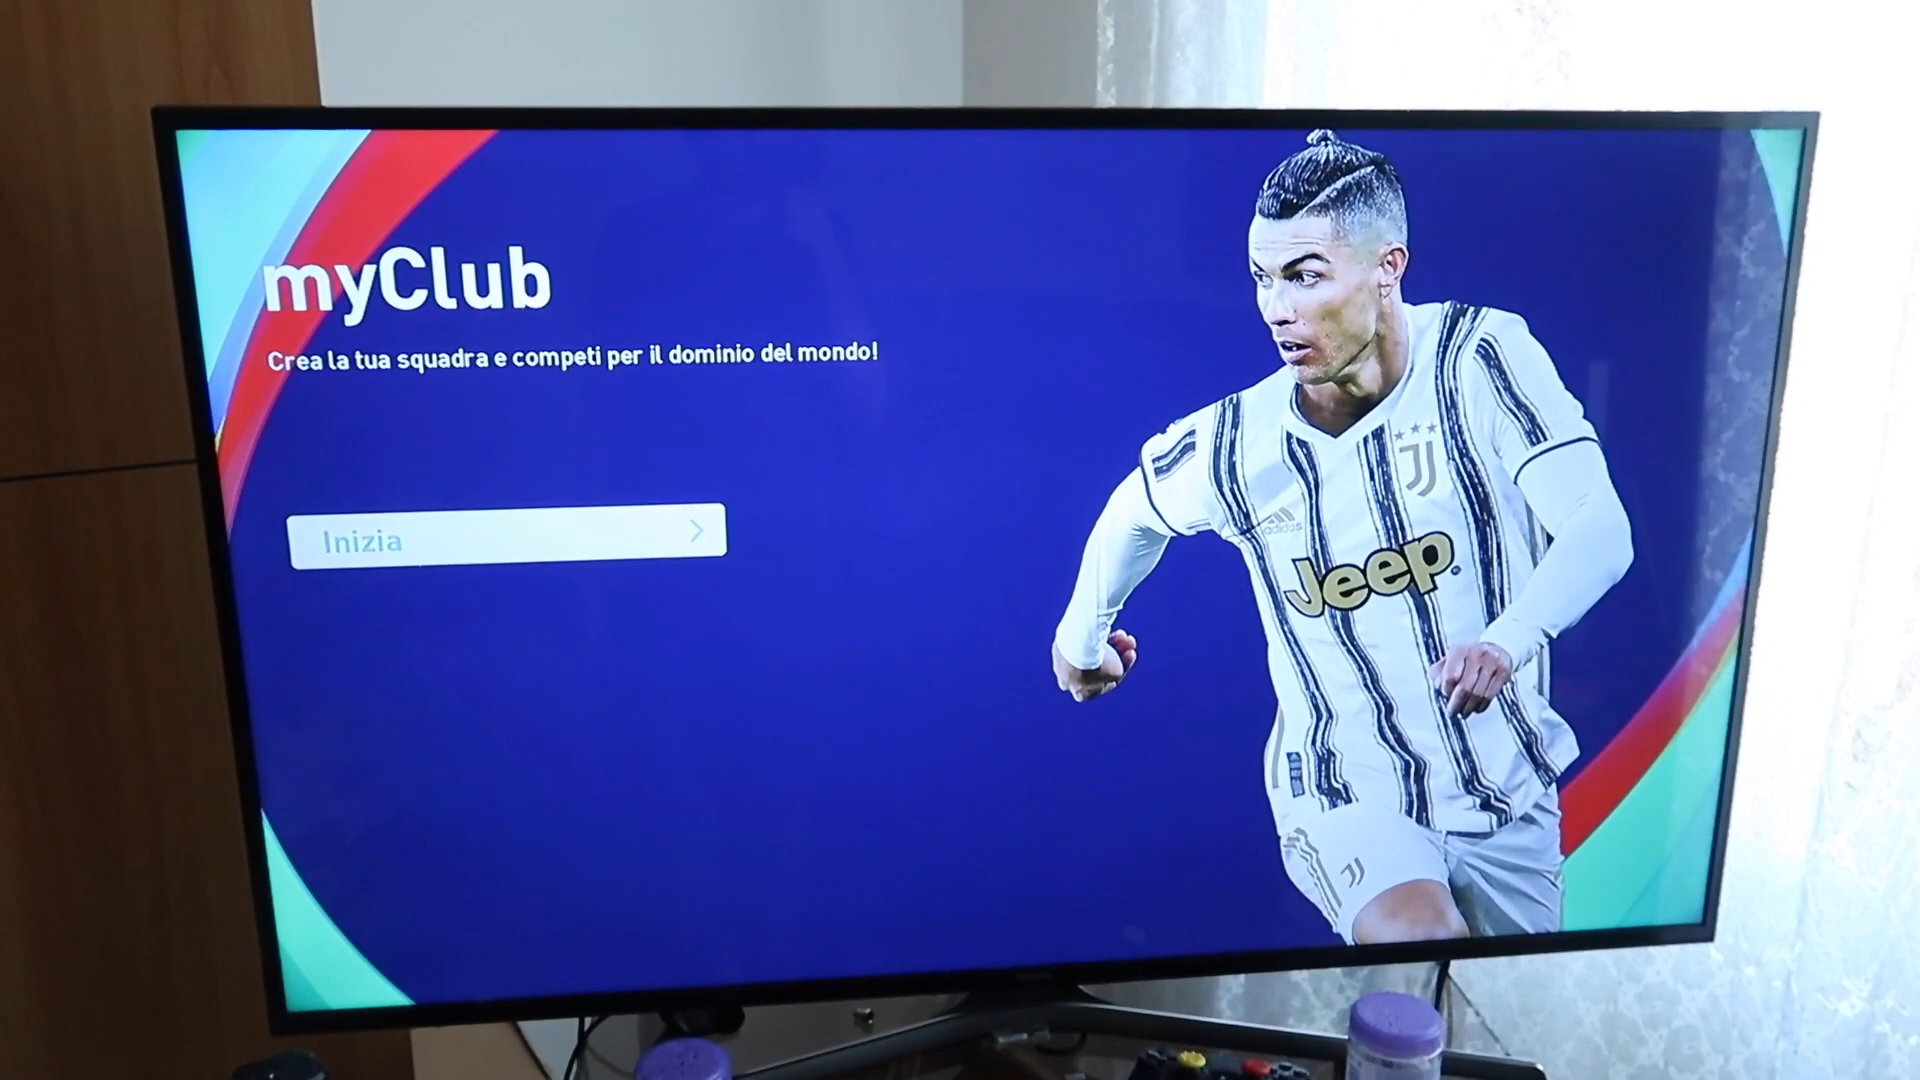 myClub
Crea la tua squadra e competi per il dominio del mondo!
Inizia
adidas
Jeep